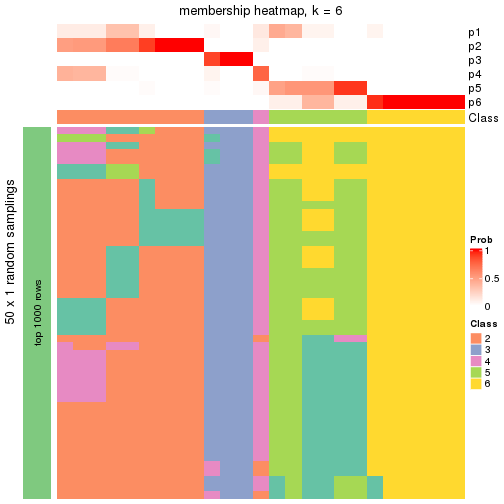 membership heatmap, k = 6
p1
p2
p3
p4
p5
p6
Class
50 x 1 random samplings
top 1000 rows
Prob
1
0.5
0
Class
2
3
4
5
6